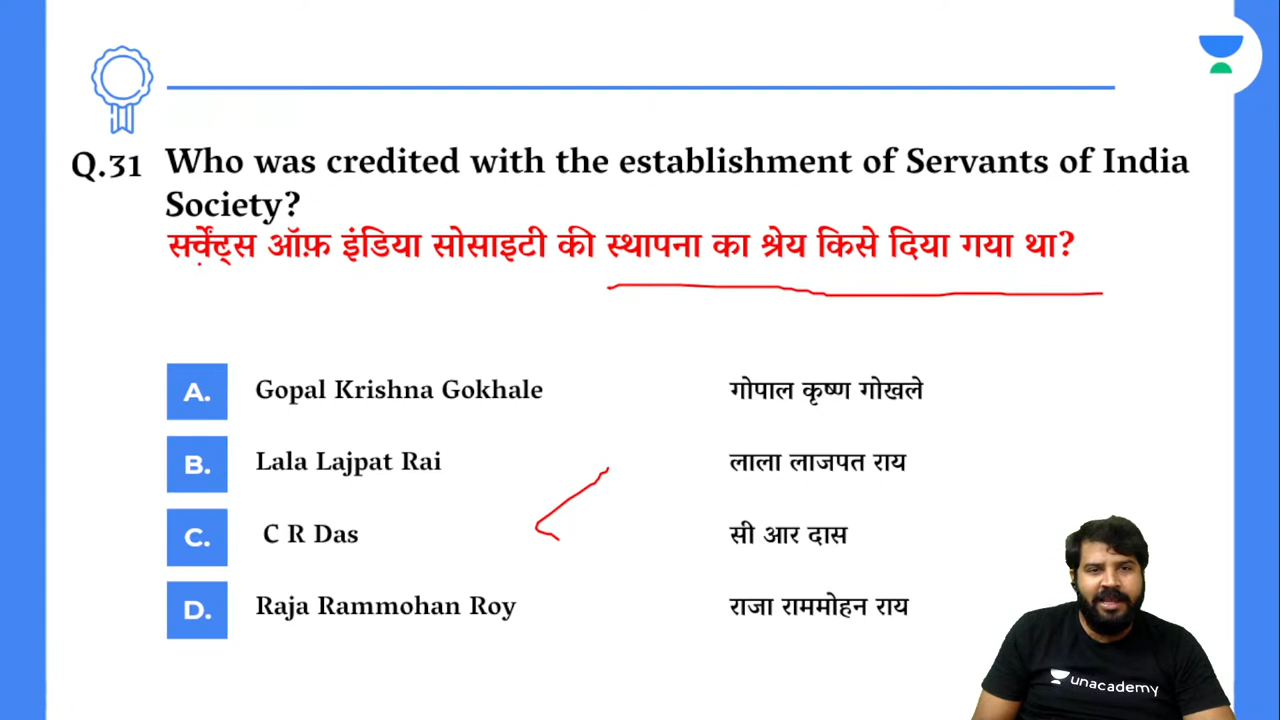 Q.31 Who was credited with the establishment of Servants of India
Society?
सर्वेंट्स ऑफ़ इंडिया सोसाइटी की स्थापना का श्रेय किसे दिया गया था?
A. Gopal Krishna Gokhale गोपाल कृष्ण गोखले
B. Lala Lajpat Rai लाला लाजपत राय
C. C R Das सी आर दास
D. Raja Rammohan Roy राजा राममोहन राय
unacademy